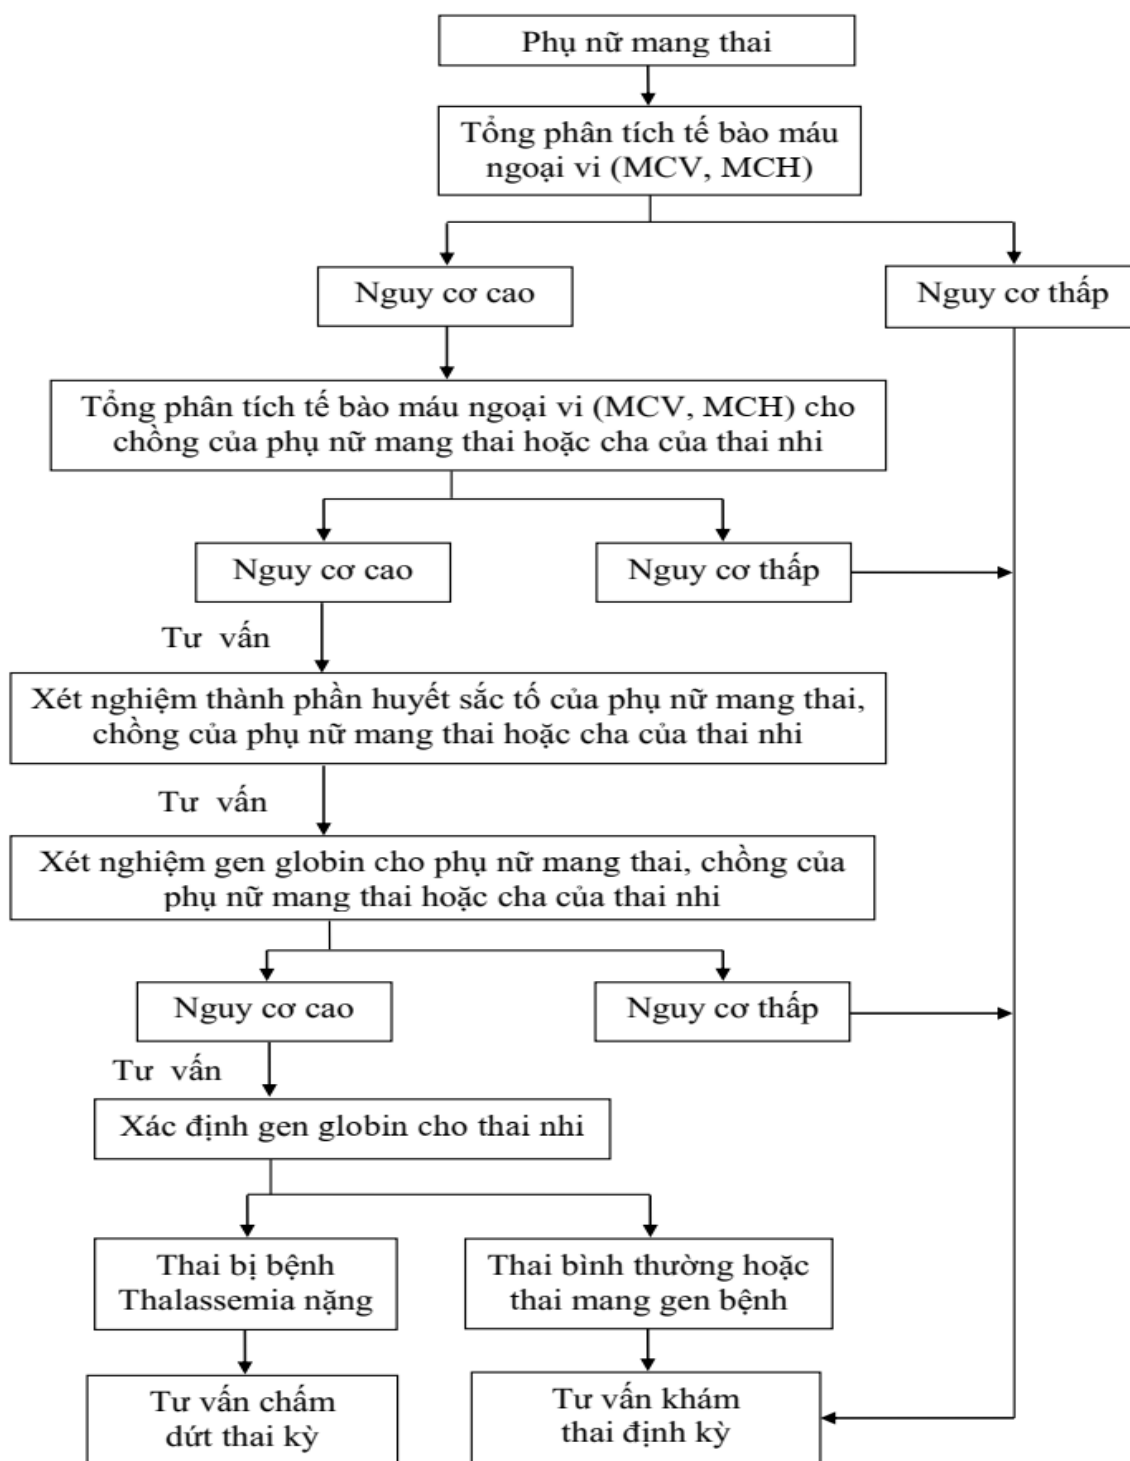 Phụ nữ mang thai
Tổng phân tích tế bào máu
ngoại vi (MCV, MCH)
Nguy cơ cao
Nguy cơ thấp
Tổng phân tích tế bào máu ngoại vi (MCV, MCH) cho
chồng của phụ nữ mang thai hoặc cha của thai nhi
Nguy cơ cao
Nguy cơ thấp
Tư vấn
Xét nghiệm thành phần huyết sắc tố của phụ nữ mang thai,
chồng của phụ nữ mang thai hoặc cha của thai nhi
Tư vấn
Xét nghiệm gen globin cho phụ nữ mang thai, chồng của
phụ nữ mang thai hoặc cha của thai nhi
Nguy cơ cao
Nguy cơ thấp
Tư vấn
Xác định gen globin cho thai nhi
Thai bị bệnh
Thalassemia nặng
Thai bình thường hoặc
thai mang gen bệnh
Tư vấn chấm
dứt thai kỳ
Tư vấn khám
thai định kỳ